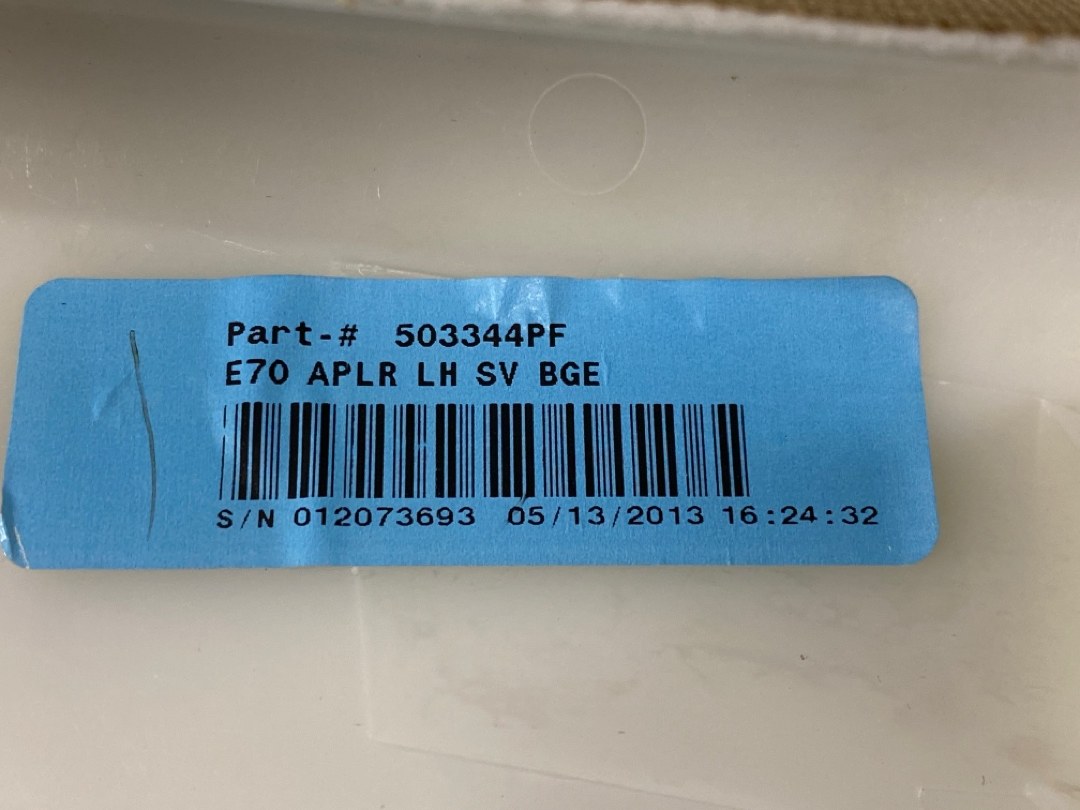 Part-# 503344PF
E70 APLR LH SV BGE
S/N 012073693 05/13/2013 16:24:32